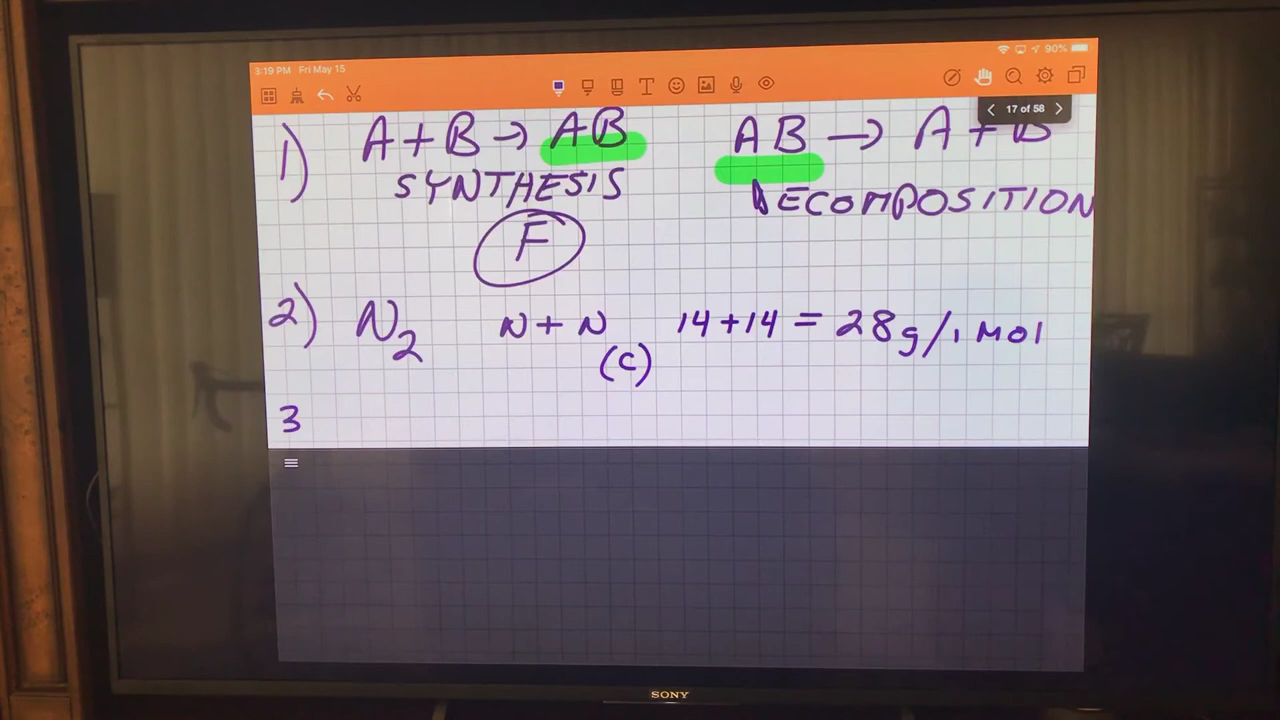 3:19 PM Fri May 15
90%
17 of 58
1) A + B → AB AB → A + B
SYNTHESIS DECOMPOSITION
F
2) N2 N + N 14 + 14 = 28g/1 MOl
(C)
3
SONY